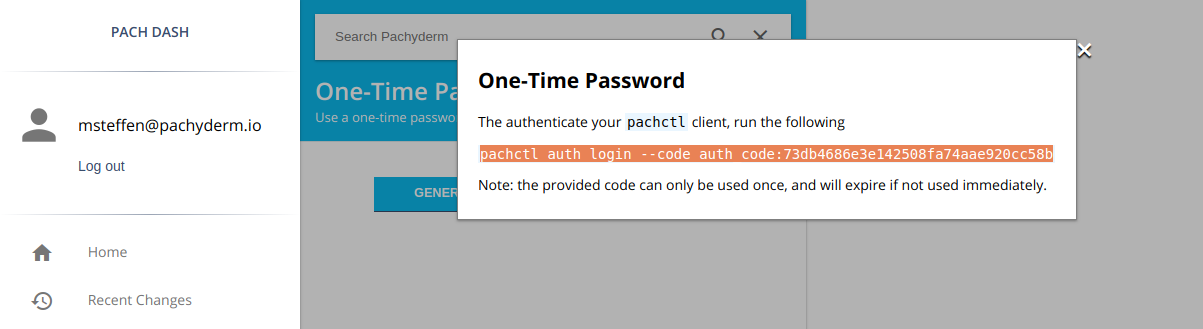 PACH DASH
msteffen@pachyderm.io
Log out
Home
Recent Changes
Search Pachyderm
One-Time Pa
Use a one-time passwo
GENER
One-Time Password
The authenticate your pachctl client, run the following
pachctl auth login --code auth code:73db4686e3e142508fa74aae920cc58b
Note: the provided code can only be used once, and will expire if not used immediately.